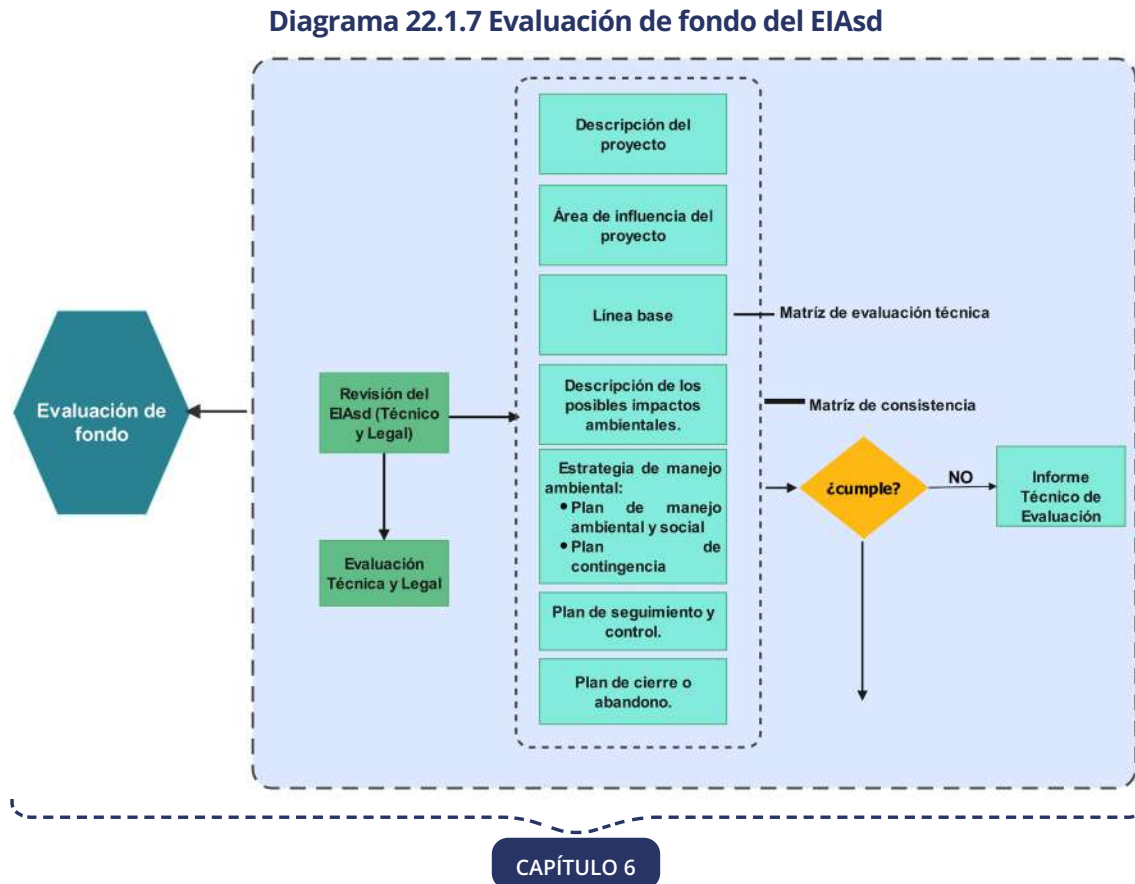 Diagrama 22.1.7 Evaluación de fondo del EIAsd
Evaluación de
fondo
Revisión del
EIAsd (Técnico
y Legal)
Evaluación
Técnica y Legal
Descripción del
proyecto
Área de influencia del
proyecto
Línea base
Descripción de los
posibles impactos
ambientales.
Estrategia de manejo
ambiental:
• Plan de manejo
ambiental y social
• Plan de
contingencia
Plan de seguimiento y
control.
Plan de cierre o
abandono.
Matríz de evaluación técnica
Matríz de consistencia
¿cumple?
NO
Informe
Técnico de
Evaluación
CAPÍTULO 6